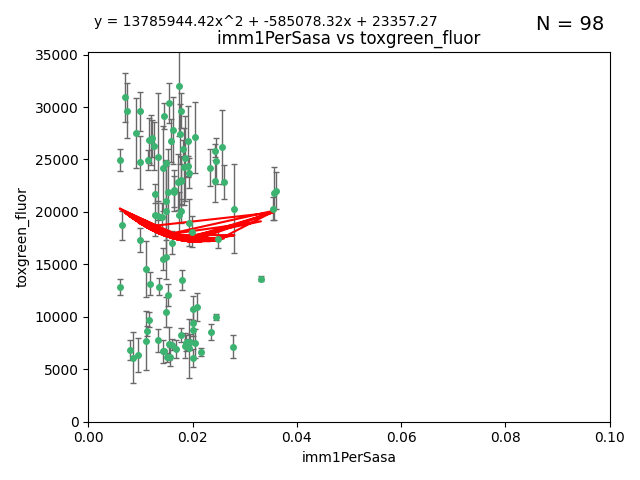 y = 13785944.42x^2 + -585078.32x + 23357.27
N = 98
imm1PerSasa vs toxgreen_fluor
35000
30000
25000
20000
15000
10000
5000
0
toxgreen_fluor
0.00 0.02 0.04 0.06 0.08 0.10
imm1PerSasa